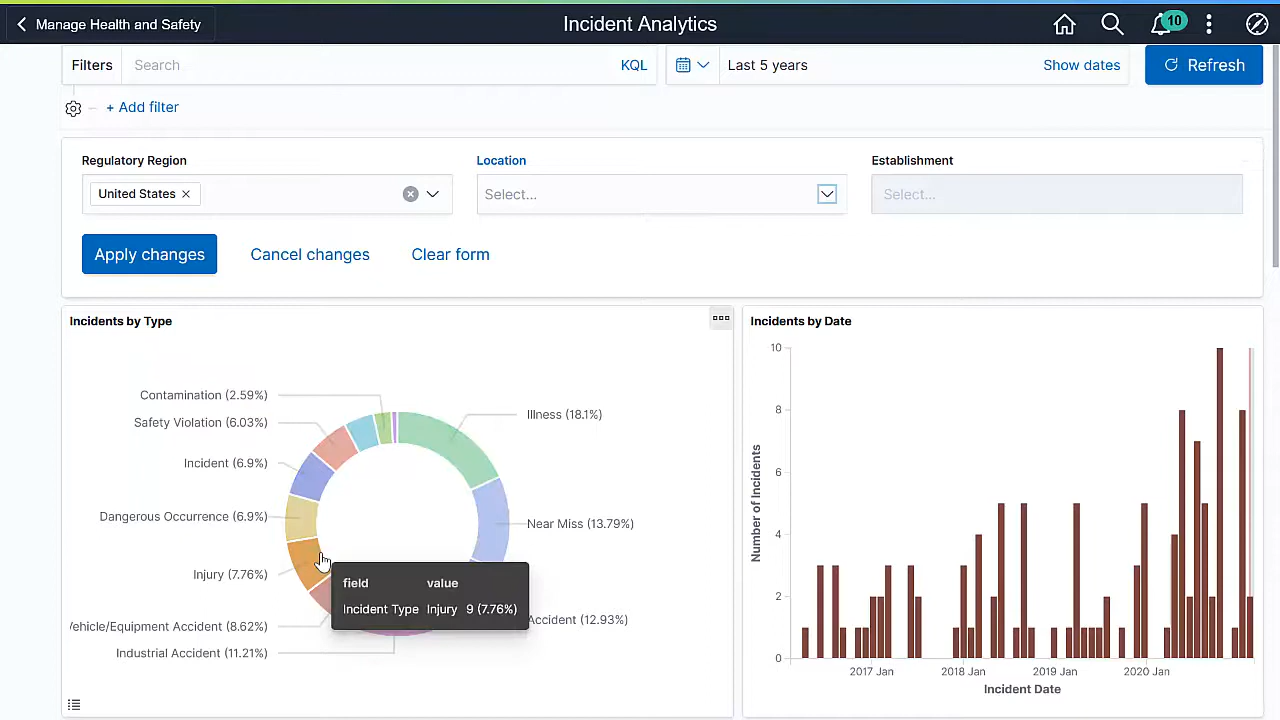 Manage Health and Safety
Incident Analytics
10
Filters
Search
KQL
Last 5 years
Show dates
Refresh
+ Add filter
Regulatory Region
Location
Establishment
United States
Select...
Select...
Apply changes
Cancel changes
Clear form
Incidents by Type
Contamination (2.59%)
Safety Violation (6.03%)
Incident (6.9%)
Dangerous Occurrence (6.9%)
Injury (7.76%)
Vehicle/Equipment Accident (8.62%)
Industrial Accident (11.21%)
Illness (18.1%)
Near Miss (13.79%)
Accident (12.93%)
field value
Incident Type Injury 9 (7.76%)
Incidents by Date
Number of Incidents
10
8
6
4
2
0
2017 Jan
2018 Jan
2019 Jan
2020 Jan
Incident Date